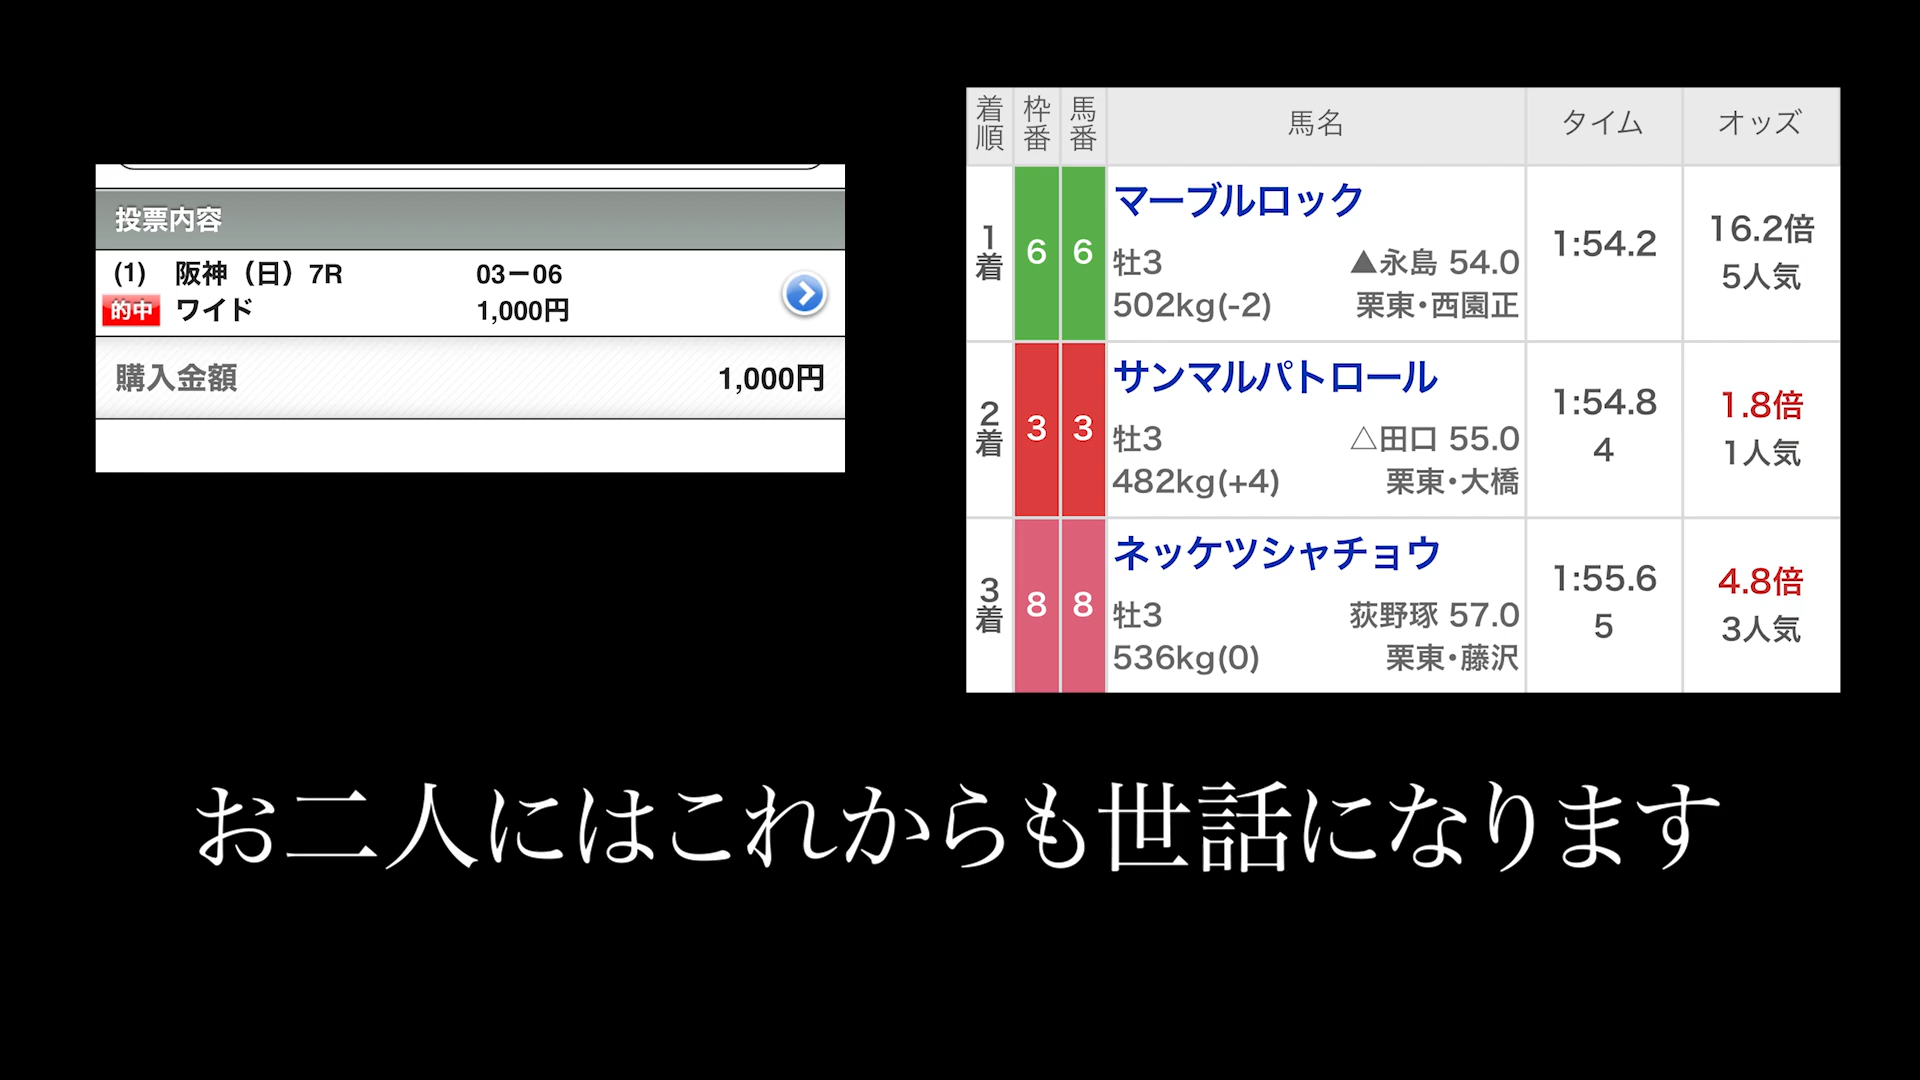 投票内容
(1) 阪神（日）7R 03－06
的中 ワイド 1,000円
購入金額 1,000円
着順 枠番 馬番 馬名 タイム オッズ
1着 6 6 マーブルロック 1:54.2 16.2倍
牡3 ▲永島 54.0 5人気
502kg(-2) 栗東・西園正
2着 3 3 サンマルパトロール 1:54.8 1.8倍
牡3 △田口 55.0 4 1人気
482kg(+4) 栗東・大橋
3着 8 8 ネッケツシャチョウ 1:55.6 4.8倍
牡3 荻野琢 57.0 5 3人気
536kg(0) 栗東・藤沢
お二人にはこれからも世話になります